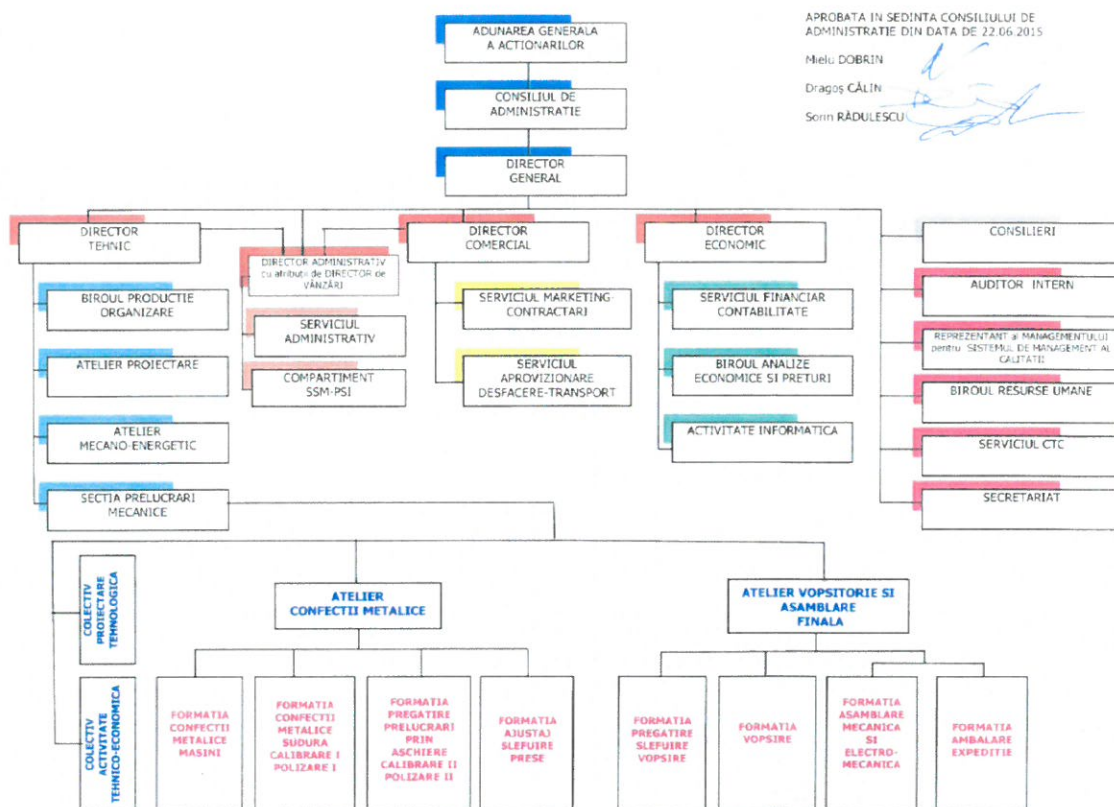 APROBATA IN SEDINTA CONSILIULUI DE
ADMINISTRATIE DIN DATA DE 22.06.2015
Mielu DOBRIN
Dragoș CĂLIN
Sorin RĂDULESCU
ADUNAREA GENERALA
A ACTIONARILOR
CONSILIUL DE
ADMINISTRATIE
DIRECTOR
GENERAL
DIRECTOR
TEHNIC
DIRECTOR ADMINISTRATIV
cu atribuții de DIRECTOR de
VÂNZĂRI
DIRECTOR
COMERCIAL
DIRECTOR
ECONOMIC
CONSILIERI
BIROUL PRODUCTIE
ORGANIZARE
ATELIER PROIECTARE
ATELIER
MECANO-ENERGETIC
SECTIA PRELUCRARI
MECANICE
SERVICIUL
ADMINISTRATIV
COMPARTIMENT
SSM-PSI
SERVICIUL MARKETING-
CONTRACTARI
SERVICIUL
APROVIZIONARE
DESFACERE-TRANSPORT
SERVICIUL FINANCIAR
CONTABILITATE
BIROUL ANALIZE
ECONOMICE SI PRETURI
ACTIVITATE INFORMATICA
AUDITOR INTERN
REPREZENTANT al MANAGEMENTULUI
pentru SISTEMUL DE MANAGEMENT AL
CALITATII
BIROUL RESURSE UMANE
SERVICIUL CTC
SECRETARIAT
COLECTIV
PROIECTARE
TEHNOLOGICA
COLECTIV
ACTIVITATE
TEHNICO-ECONOMICA
ATELIER
CONFECTII METALICE
ATELIER VOPSITORIE SI
ASAMBLARE
FINALA
FORMATIA
CONFECTII
METALICE
MASINI
FORMATIA
CONFECTII
METALICE
SUDURA
CALIBRARE I
POLIZARE I
FORMATIA
PREGATIRE
PRELUCRARI
PRIN
ASCHIERE
CALIBRARE II
POLIZARE II
FORMATIA
AJUSTAJ
SLEFUIRE
PRESE
FORMATIA
PREGATIRE
SLEFUIRE
VOPSIRE
FORMATIA
VOPSIRE
FORMATIA
ASAMBLARE
MECANICA
SI
ELECTRO-
MECANICA
FORMATIA
AMBALARE
EXPEDITIE